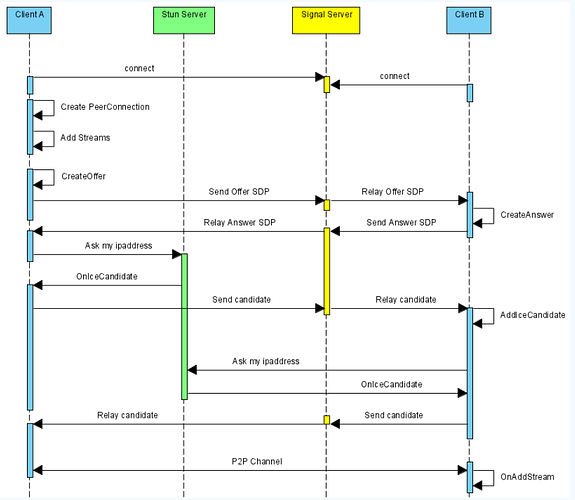 Client A
Stun Server
Signal Server
Client B
connect
connect
Create PeerConnection
Add Streams
CreateOffer
Send Offer SDP
Relay Offer SDP
CreateAnswer
Relay Answer SDP
Send Answer SDP
Ask my ipaddress
OnIceCandidate
Send candidate
Relay candidate
AddIceCandidate
Ask my ipaddress
OnIceCandidate
Relay candidate
Send candidate
P2P Channel
OnAddStream